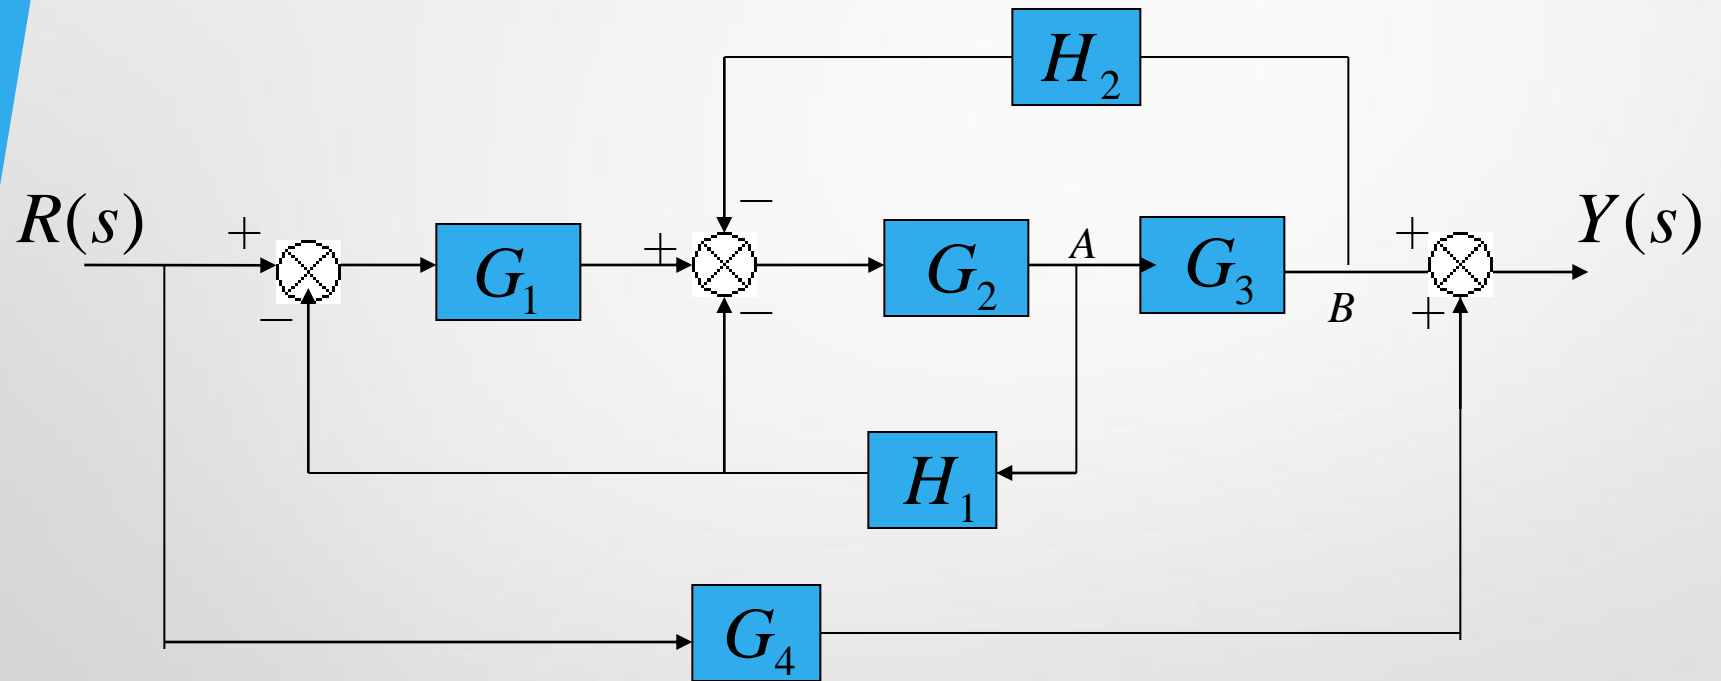 H₂
R(s)
+
−
G₁
+
−
−
G₂
A
G₃
B
+
+
Y(s)
H₁
G₄